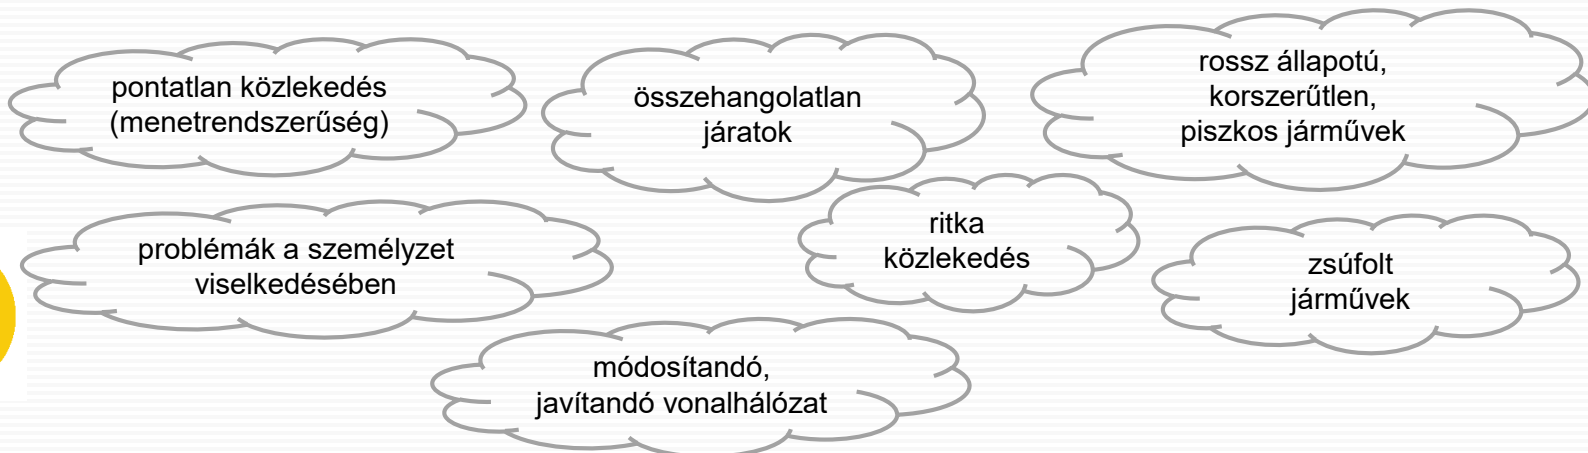 pontatlan közlekedés
(menetrendszerűség)
összehangolatlan
járatok
rossz állapotú,
korszerűtlen,
piszkos járművek
problémák a személyzet
viselkedésében
ritka
közlekedés
zsúfolt
járművek
módosítandó,
javítandó vonalhálózat